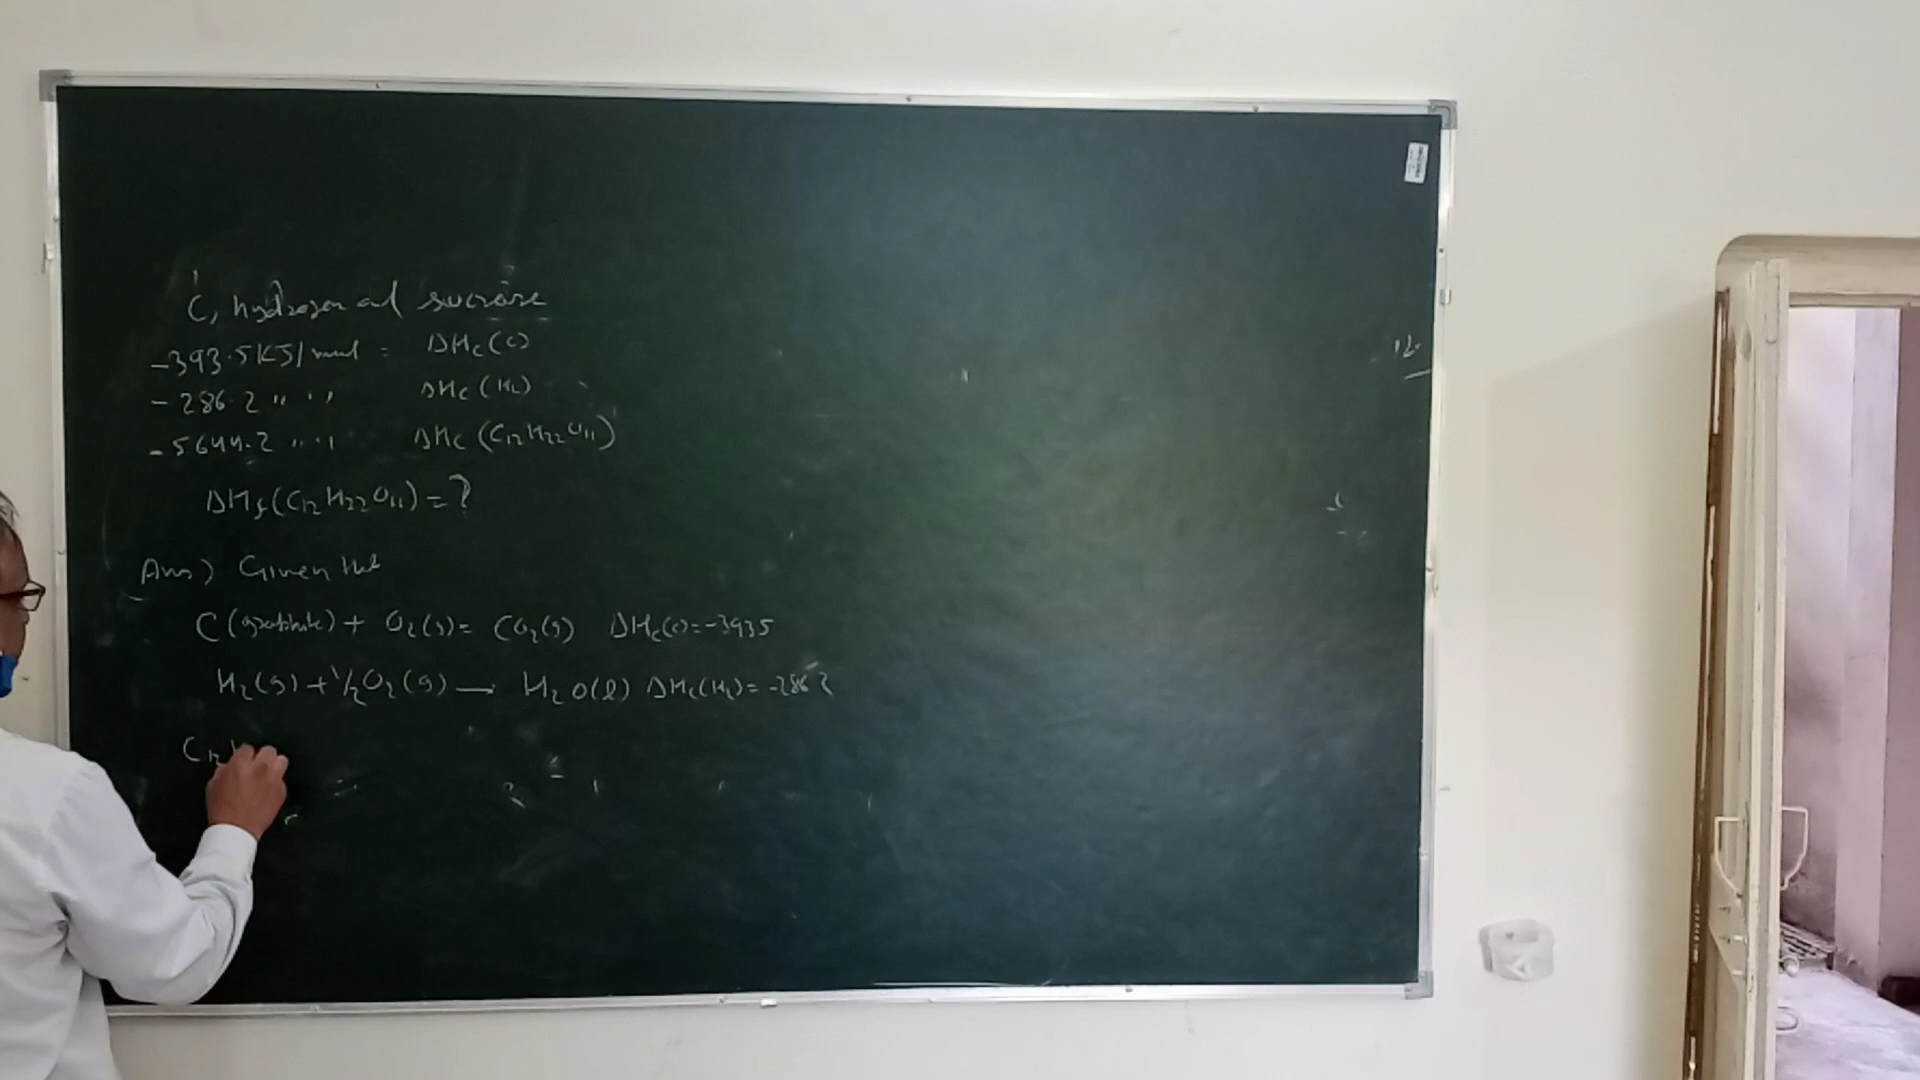 C, hydrogen and sucrose
-393.5 KJ/mol = ΔHc(C)
-286.2 " " ΔHc(H₂)
-5644.2 " " ΔHc(C₁₂H₂₂O₁₁)
ΔHf(C₁₂H₂₂O₁₁) = ?
Ans) Given that
C(graphite) + O₂(g) = CO₂(g) ΔHc(C) = -393.5
H₂(g) + 1/2 O₂(g) — H₂O(l) ΔHc(H₂) = -286.2
C₁₂H
12.